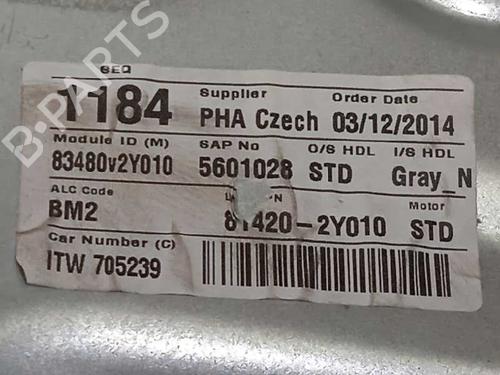 SEQ Supplier Order Date
1184 PHA Czech 03/12/2014
Module ID (M) SAP No O/S HDL I/S HDL
83480v2Y010 5601028 STD Gray_N
ALC Code Motor
BM2 81420-2Y010 STD
Car Number (C)
ITW 705239
B-PARTS